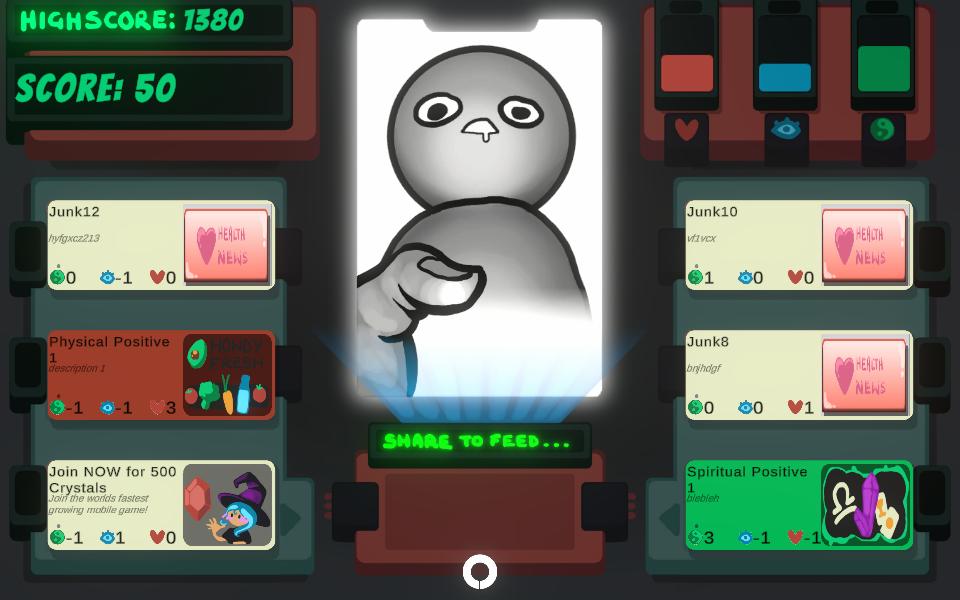 HIGHSCORE: 1380
SCORE: 50
Junk12
hyfgxcz213
0 -1 0
HEALTH
NEWS
Physical Positive
1
description 1
-1 -1 3
HOWDY
FRESH
Join NOW for 500
Crystals
Join the worlds fastest
growing mobile game!
-1 1 0
SHARE TO FEED...
Junk10
vf1vcx
1 0 0
HEALTH
NEWS
Junk8
bnjhdgf
0 0 1
HEALTH
NEWS
Spiritual Positive
1
blebleh
3 -1 -1